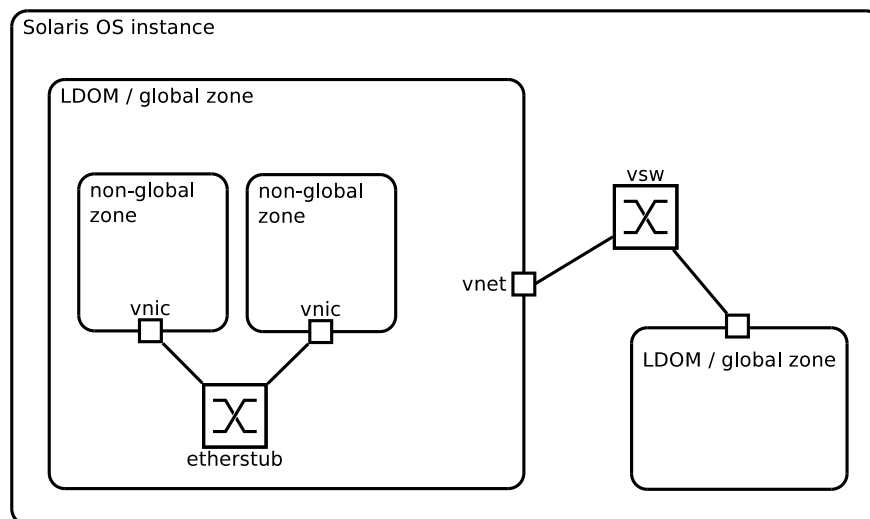 Solaris OS instance
LDOM / global zone
non-global
zone
non-global
zone
vnic
vnic
etherstub
vnet
vsw
LDOM / global zone